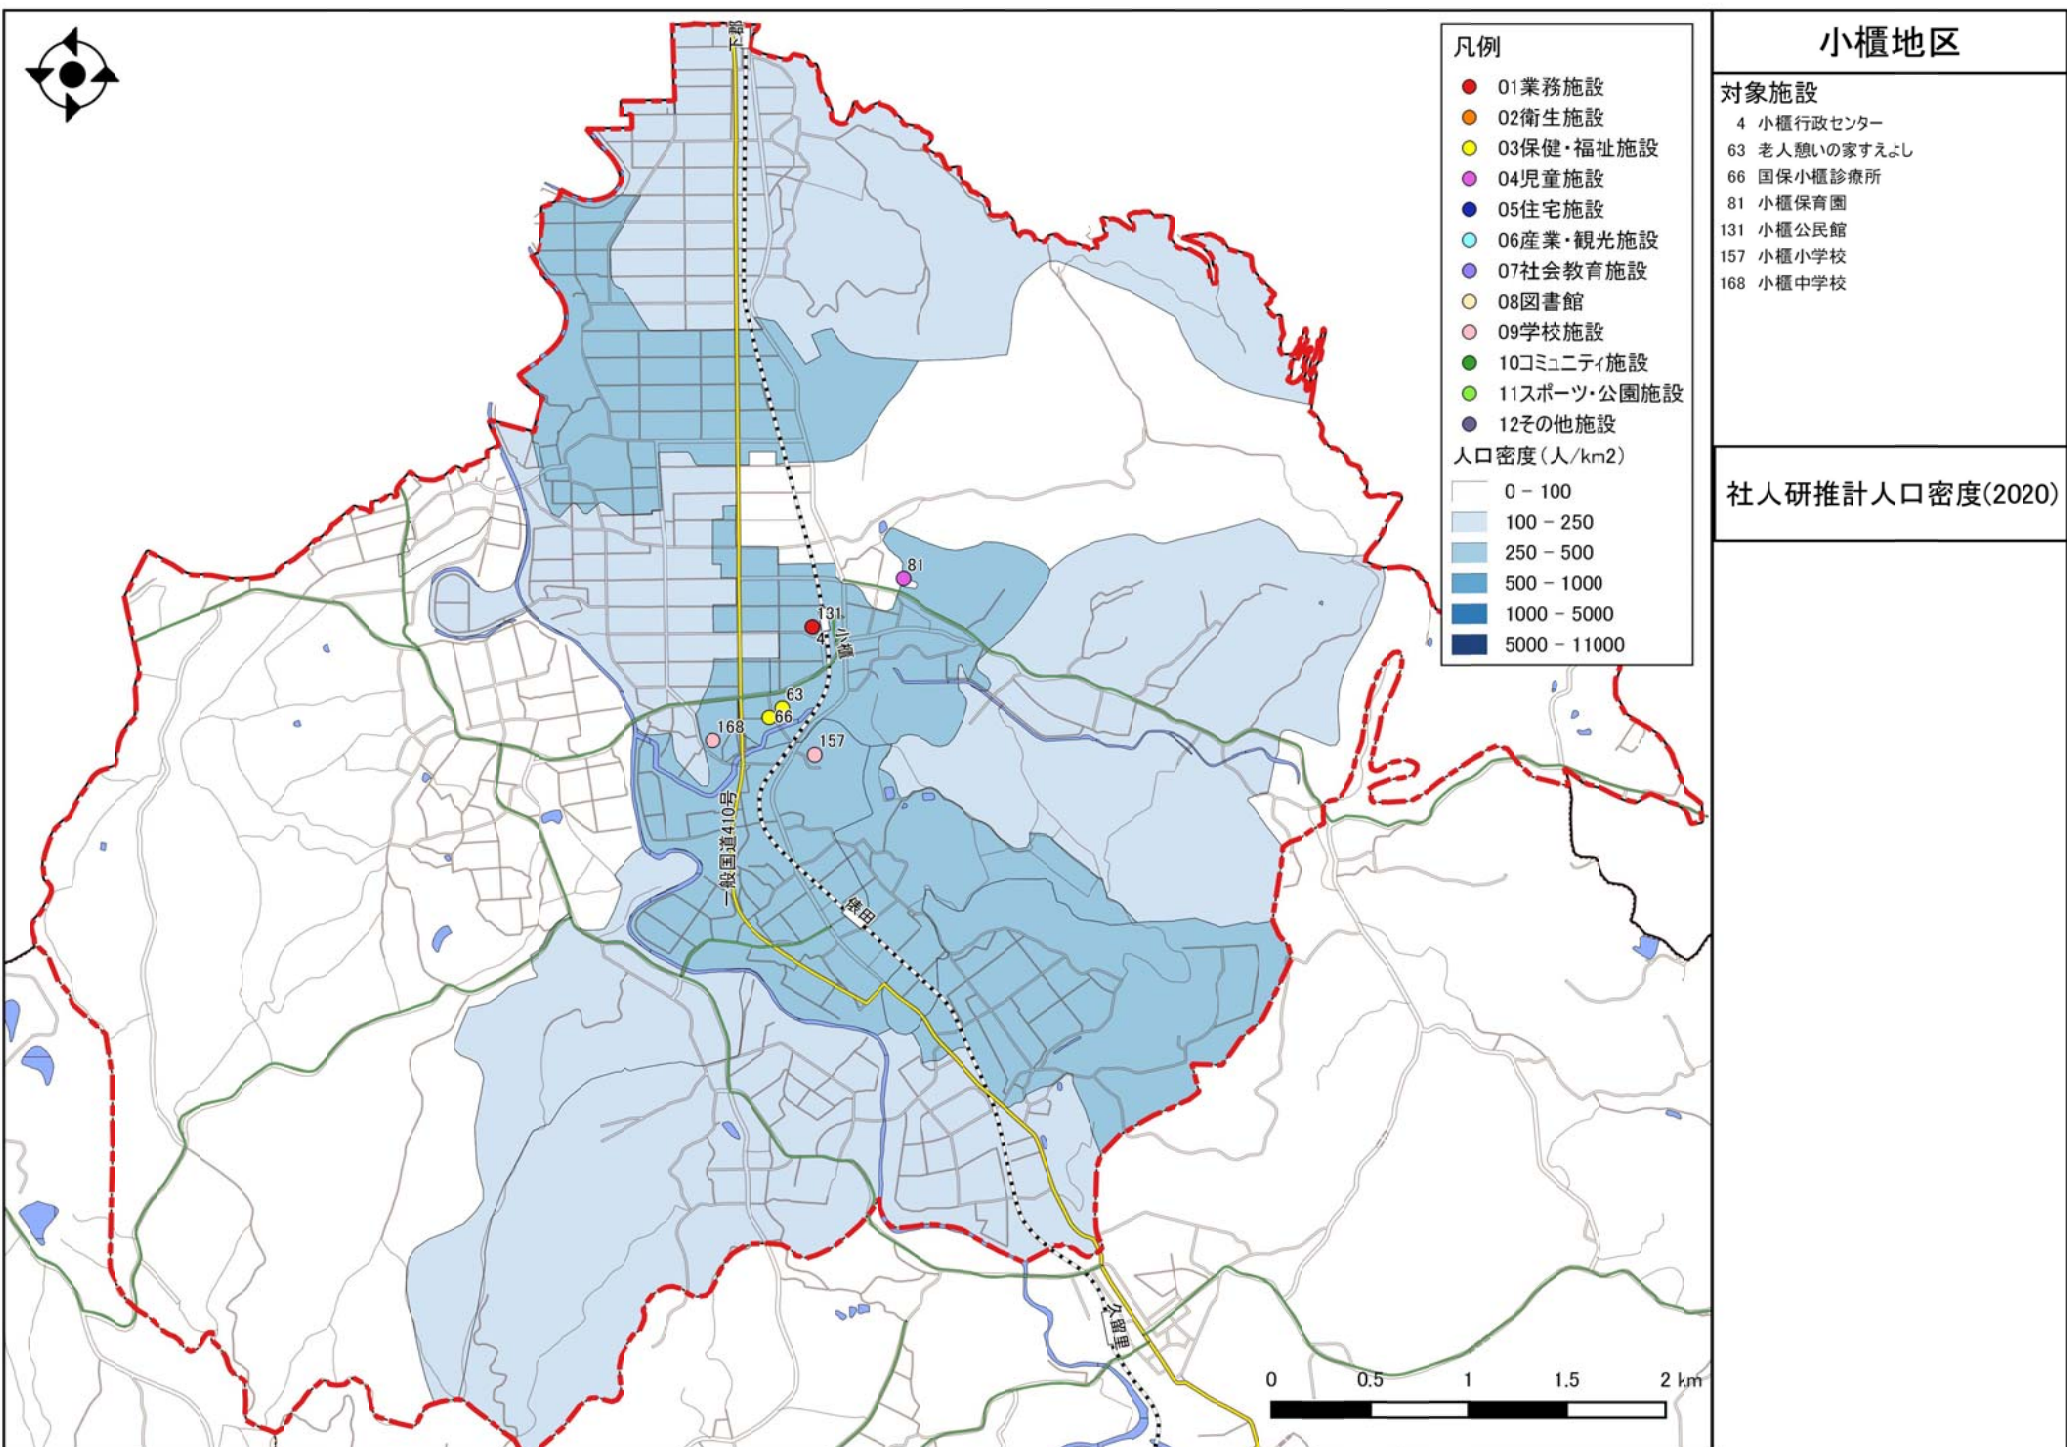 小櫃地区
対象施設
4 小櫃行政センター
63 老人憩いの家すえよし
66 国保小櫃診療所
81 小櫃保育園
131 小櫃公民館
157 小櫃小学校
168 小櫃中学校
社人研推計人口密度(2020)
凡例
01業務施設
02衛生施設
03保健・福祉施設
04児童施設
05住宅施設
06産業・観光施設
07社会教育施設
08図書館
09学校施設
10コミュニティ施設
11スポーツ・公園施設
12その他施設
人口密度(人/km2)
0 - 100
100 - 250
250 - 500
500 - 1000
1000 - 5000
5000 - 11000
下郡
81
131
4
小櫃
63
66
168
157
一般国道410号
俵田
久留里
0 0.5 1 1.5 2 km